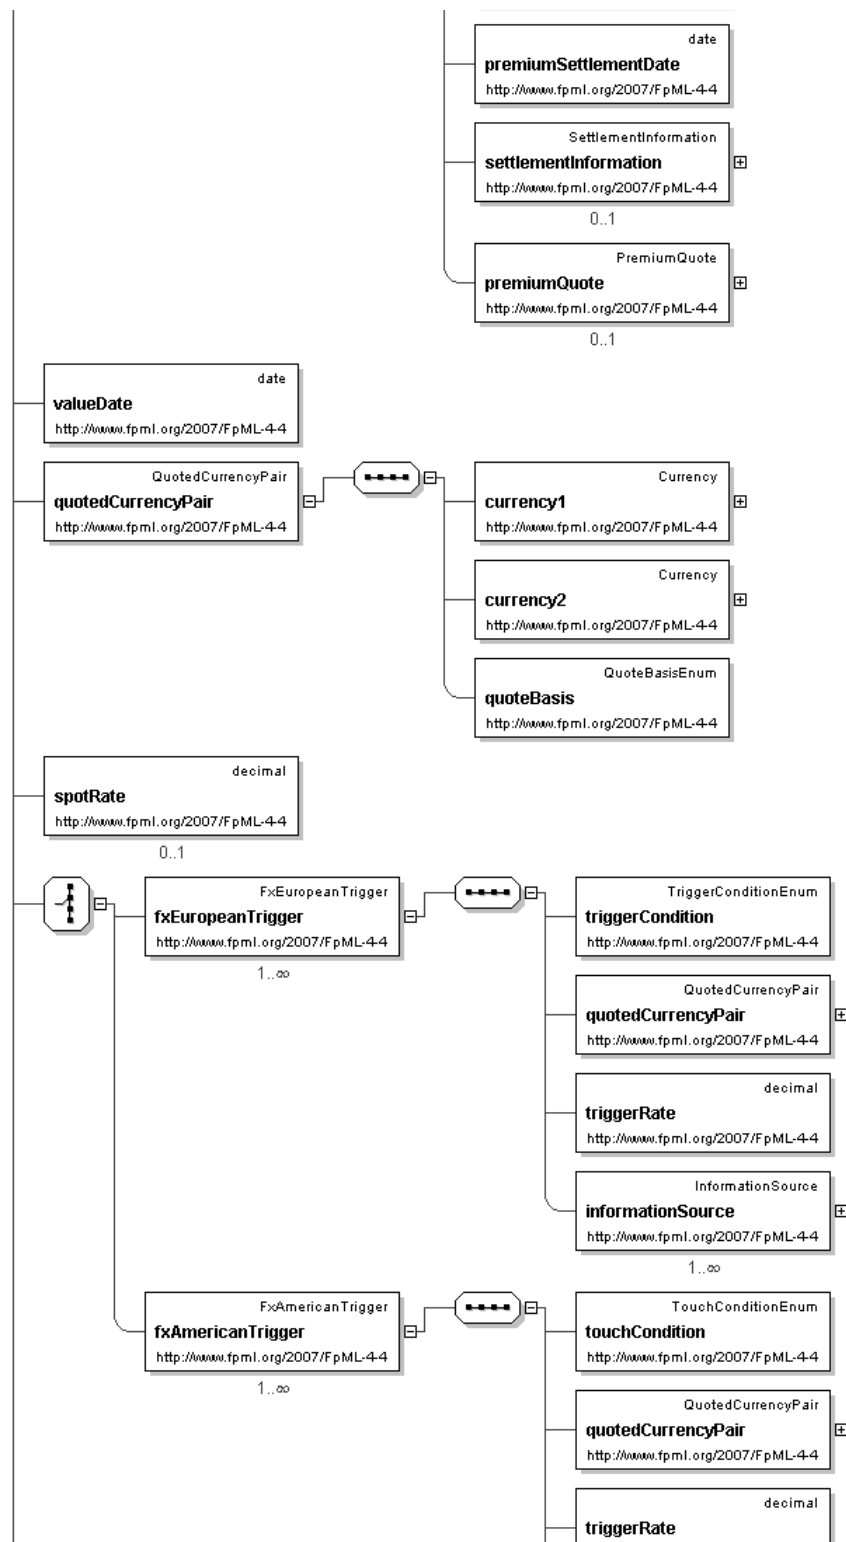 date
premiumSettlementDate
http://www.fpml.org/2007/FpML-4-4
SettlementInformation
settlementInformation
http://www.fpml.org/2007/FpML-4-4
0..1
PremiumQuote
premiumQuote
http://www.fpml.org/2007/FpML-4-4
0..1
date
valueDate
http://www.fpml.org/2007/FpML-4-4
QuotedCurrencyPair
quotedCurrencyPair
http://www.fpml.org/2007/FpML-4-4
Currency
currency1
http://www.fpml.org/2007/FpML-4-4
Currency
currency2
http://www.fpml.org/2007/FpML-4-4
QuoteBasisEnum
quoteBasis
http://www.fpml.org/2007/FpML-4-4
decimal
spotRate
http://www.fpml.org/2007/FpML-4-4
0..1
FxEuropeanTrigger
fxEuropeanTrigger
http://www.fpml.org/2007/FpML-4-4
1..∞
TriggerConditionEnum
triggerCondition
http://www.fpml.org/2007/FpML-4-4
QuotedCurrencyPair
quotedCurrencyPair
http://www.fpml.org/2007/FpML-4-4
decimal
triggerRate
http://www.fpml.org/2007/FpML-4-4
InformationSource
informationSource
http://www.fpml.org/2007/FpML-4-4
1..∞
FxAmericanTrigger
fxAmericanTrigger
http://www.fpml.org/2007/FpML-4-4
1..∞
TouchConditionEnum
touchCondition
http://www.fpml.org/2007/FpML-4-4
QuotedCurrencyPair
quotedCurrencyPair
http://www.fpml.org/2007/FpML-4-4
decimal
triggerRate